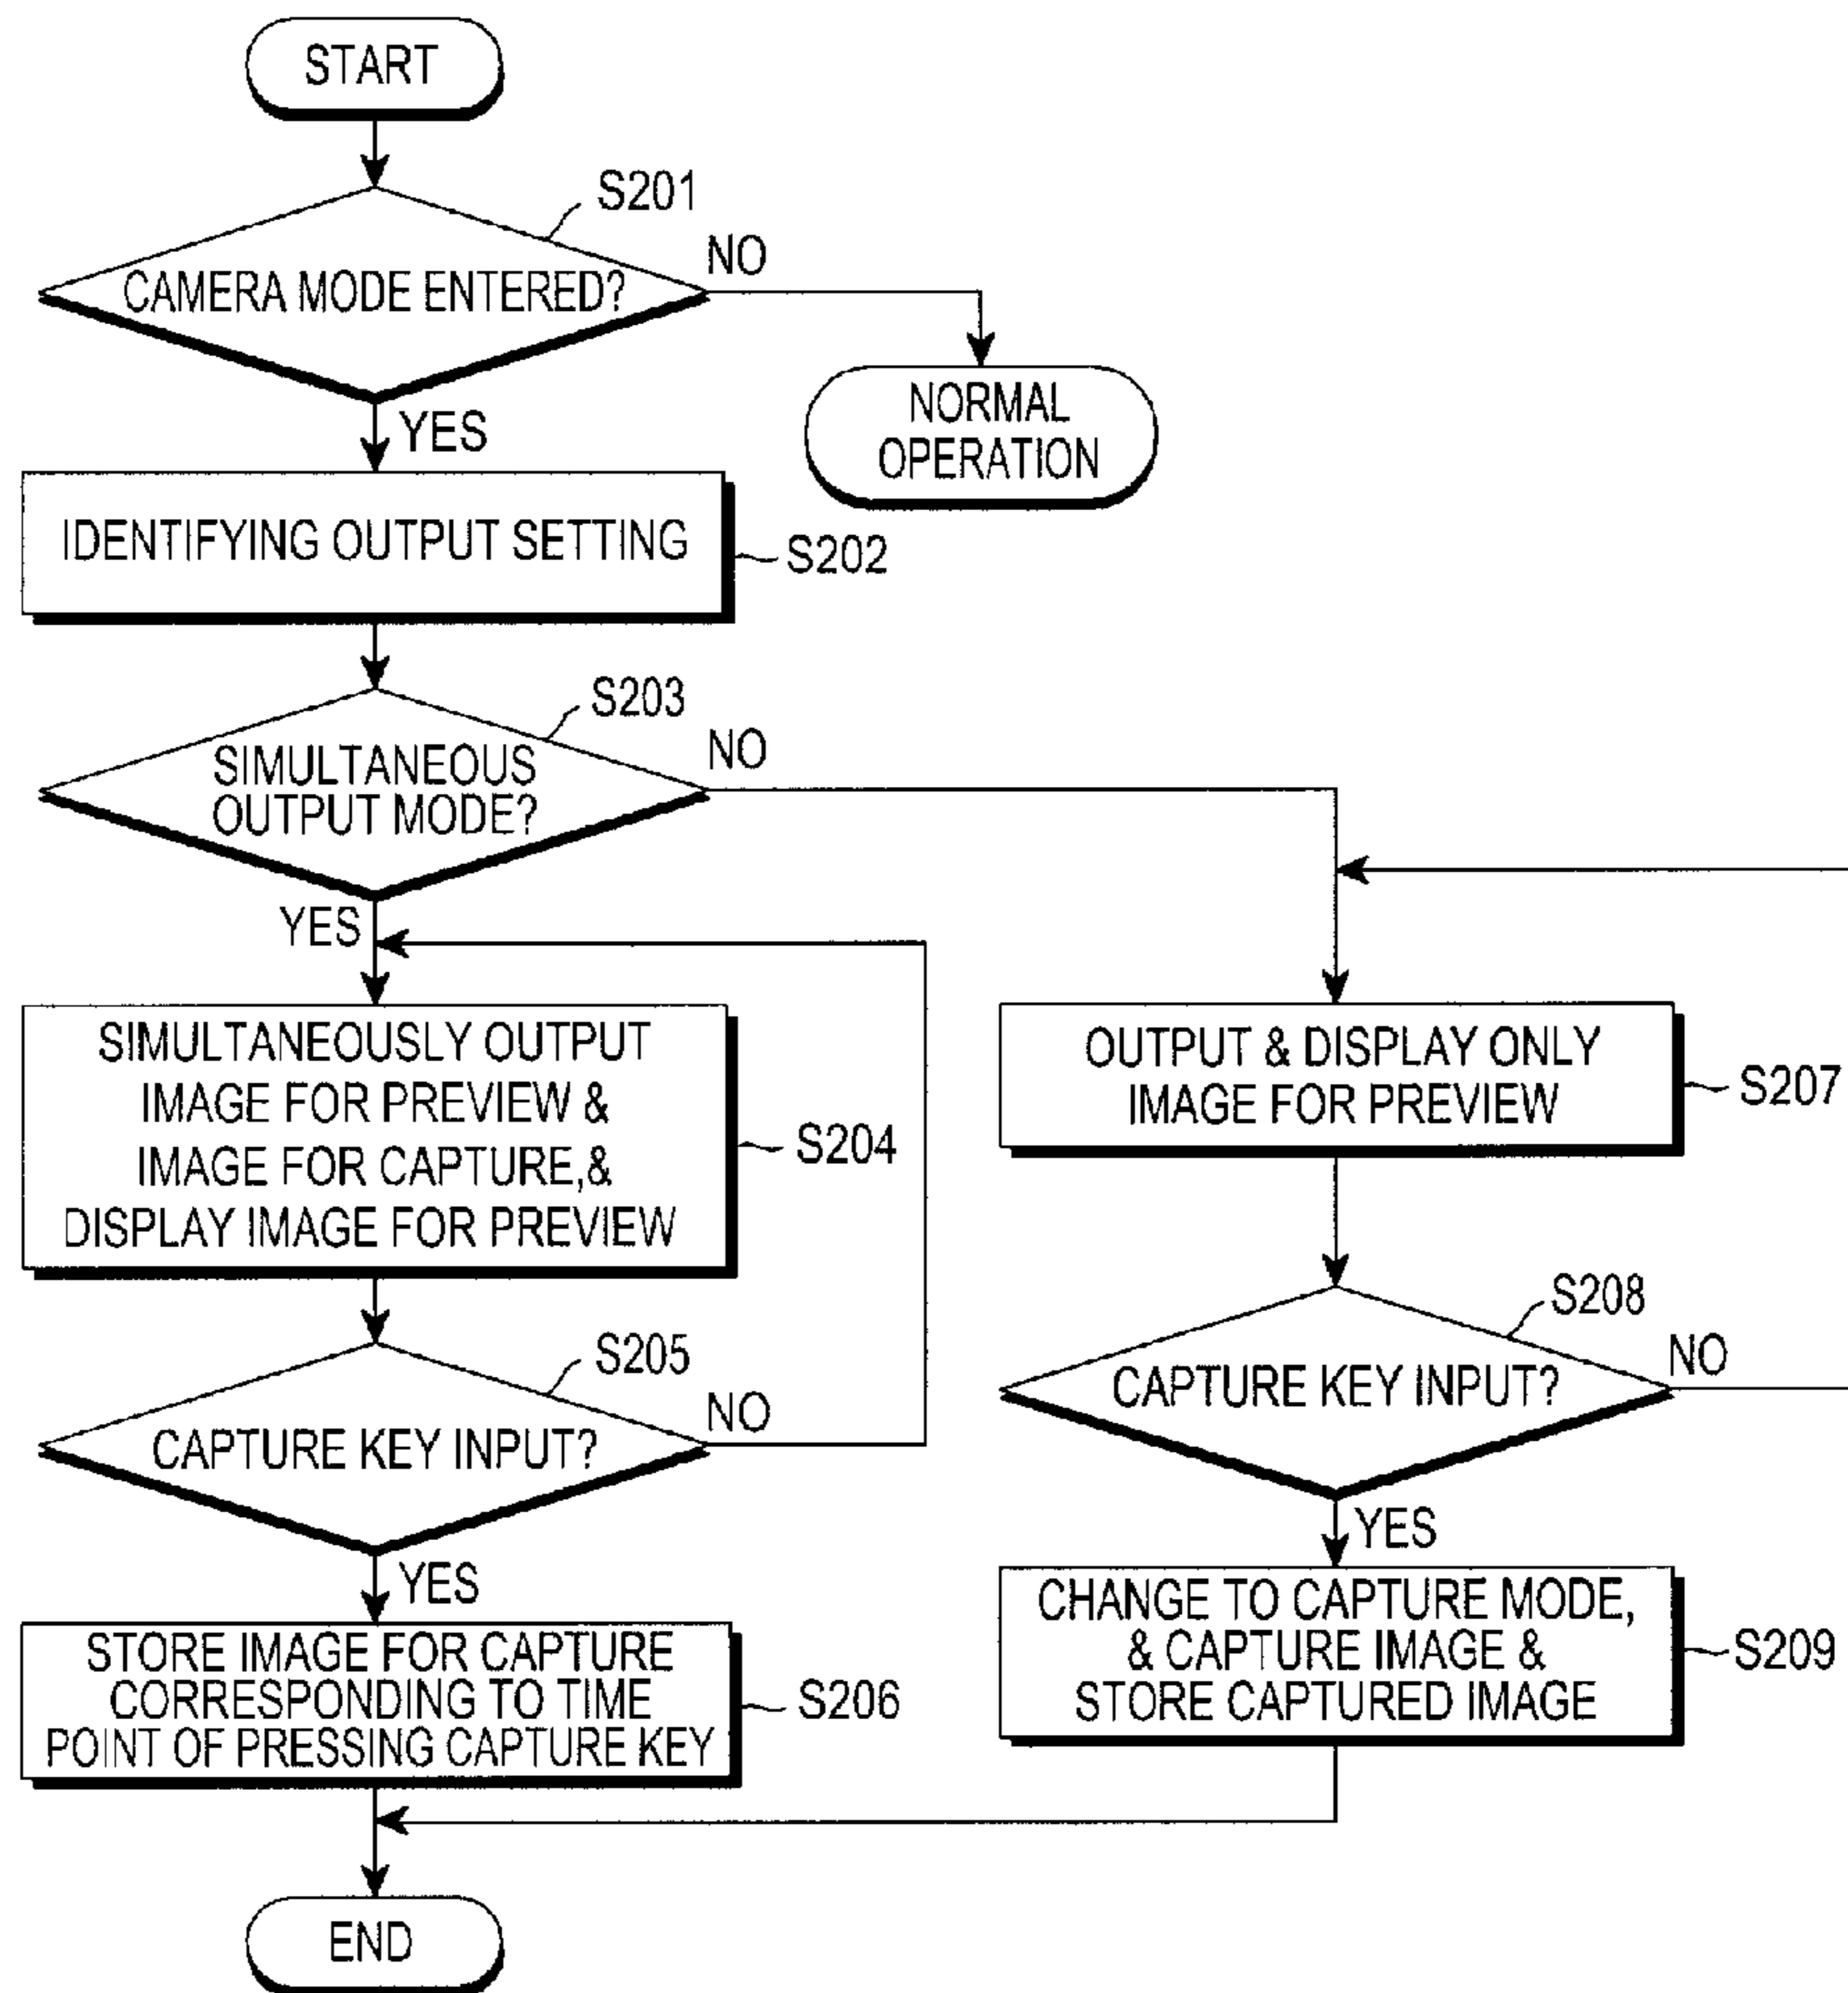 START
S201
CAMERA MODE ENTERED?
NO
YES
NORMAL
OPERATION
IDENTIFYING OUTPUT SETTING
S202
S203
SIMULTANEOUS
OUTPUT MODE?
NO
YES
SIMULTANEOUSLY OUTPUT
IMAGE FOR PREVIEW &
IMAGE FOR CAPTURE,&
DISPLAY IMAGE FOR PREVIEW
S204
S205
CAPTURE KEY INPUT?
NO
YES
STORE IMAGE FOR CAPTURE
CORRESPONDING TO TIME
POINT OF PRESSING CAPTURE KEY
S206
OUTPUT & DISPLAY ONLY
IMAGE FOR PREVIEW
S207
S208
CAPTURE KEY INPUT?
NO
YES
CHANGE TO CAPTURE MODE,
& CAPTURE IMAGE &
STORE CAPTURED IMAGE
S209
END